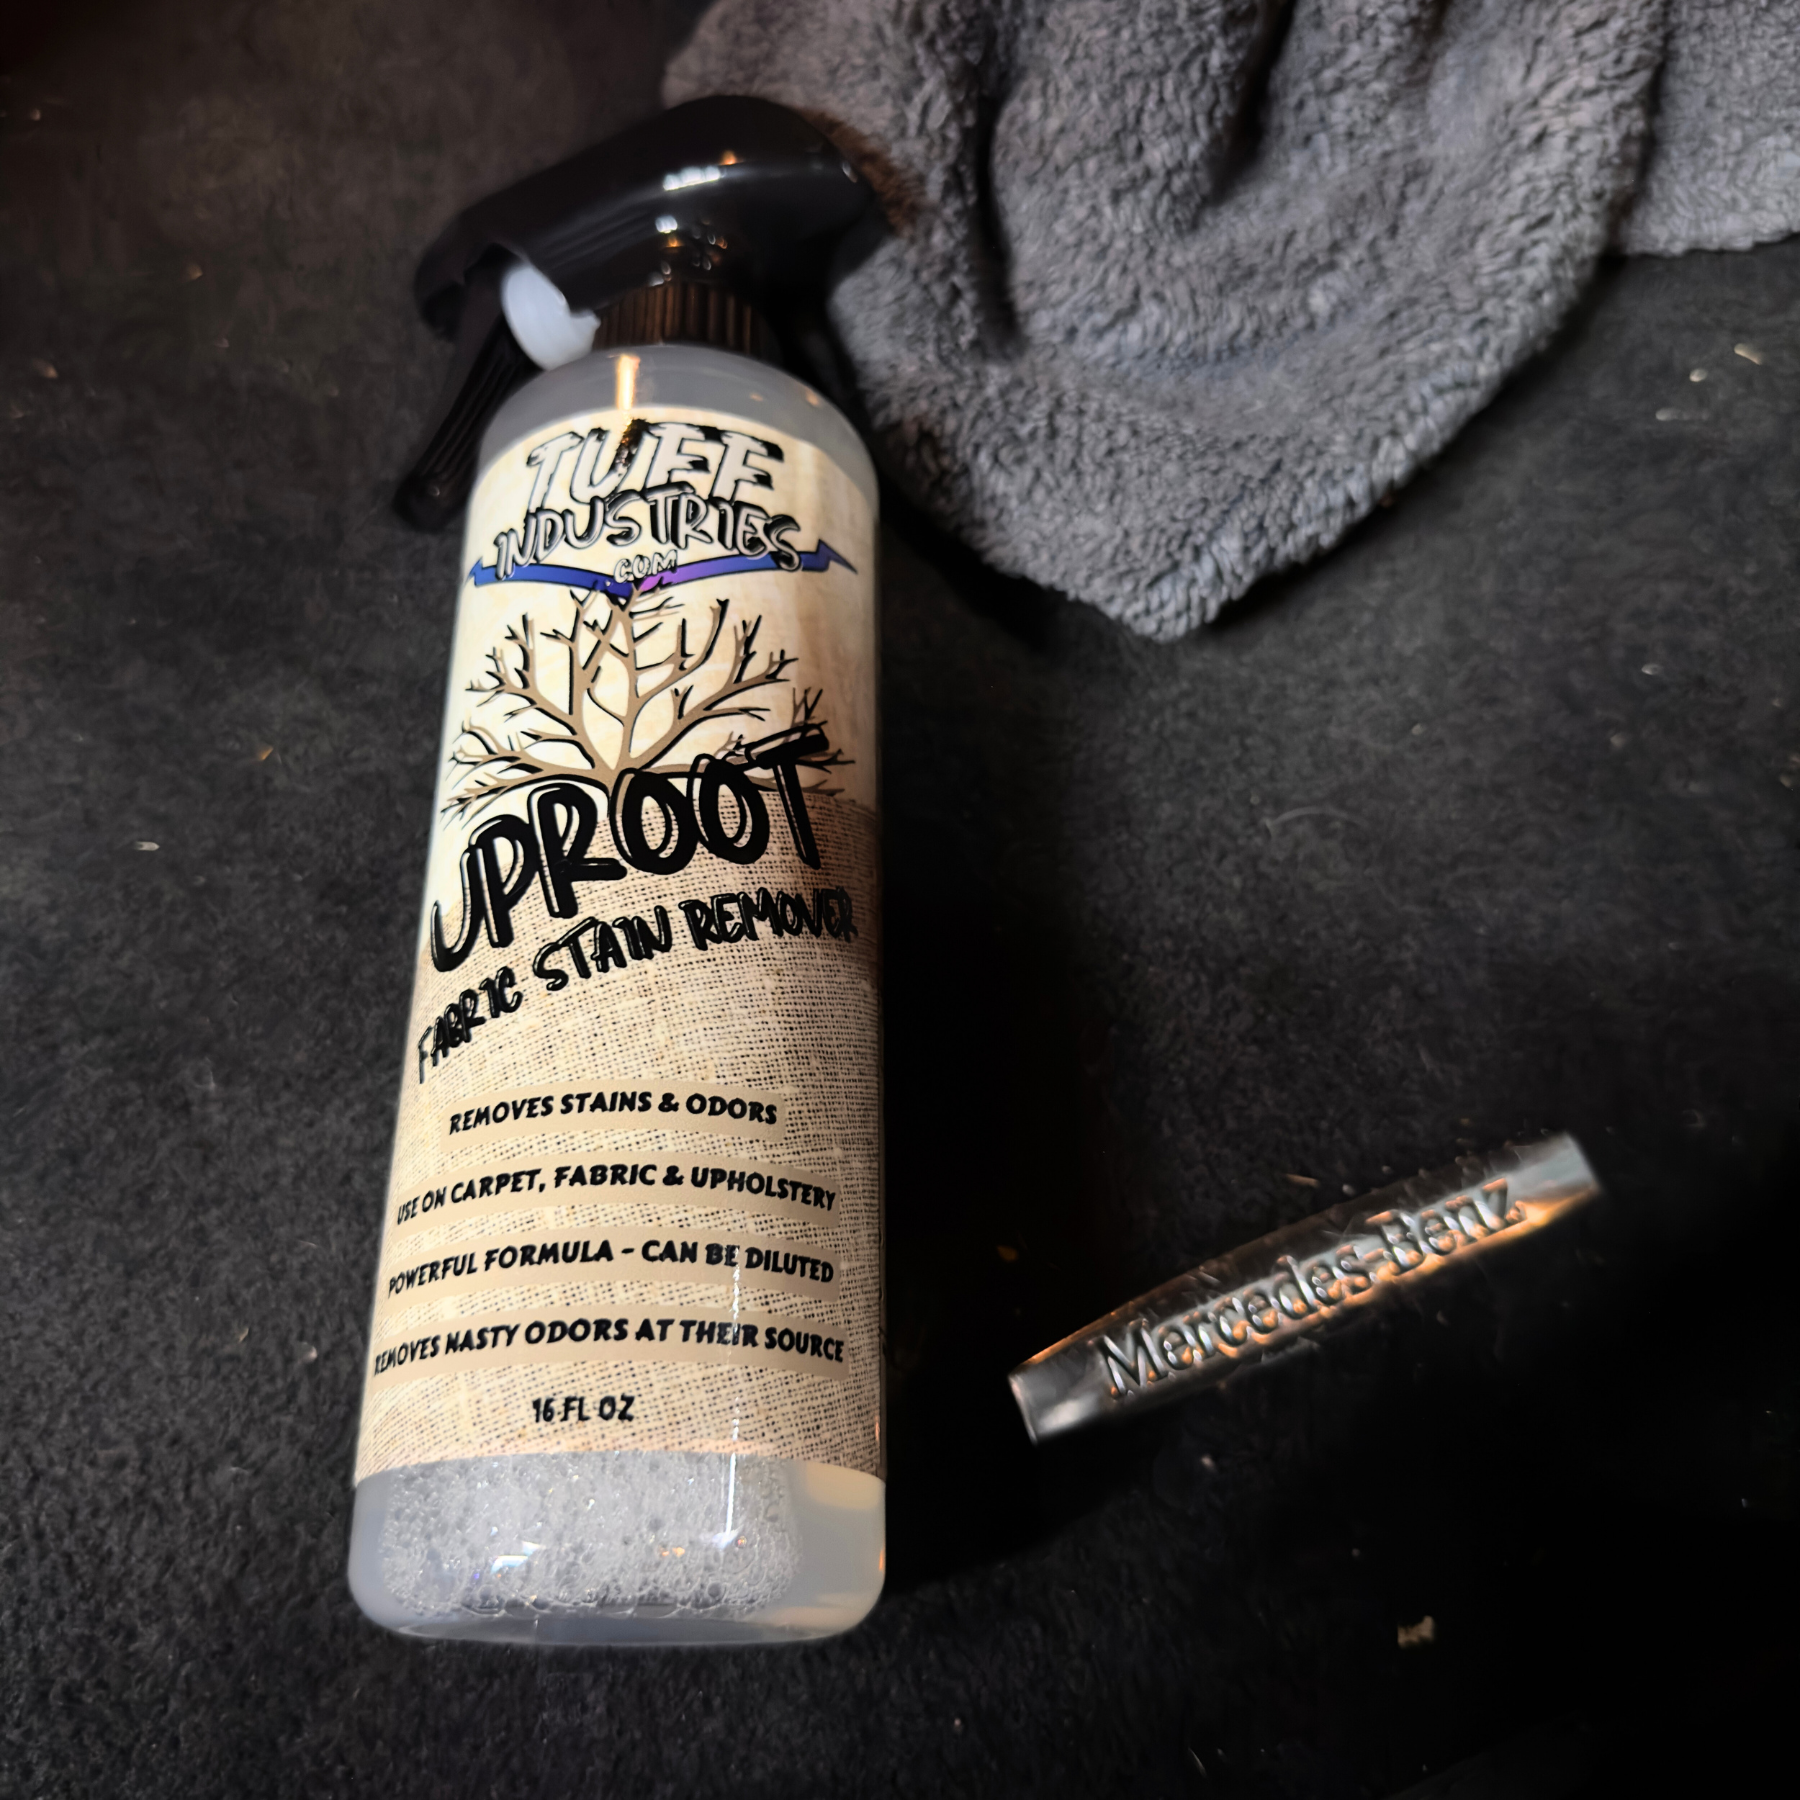 TUFF
INDUSTRIES
.COM
UPROOT
FABRIC STAIN REMOVER
REMOVES STAINS & ODORS
USE ON CARPET, FABRIC & UPHOLSTERY
POWERFUL FORMULA - CAN BE DILUTED
REMOVES NASTY ODORS AT THEIR SOURCE
16 FL OZ
Mercedes-Benz